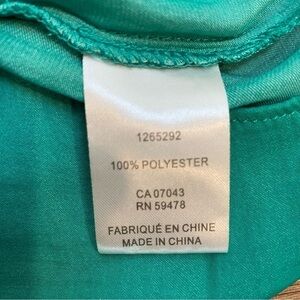 1265292
100% POLYESTER
CA 07043
RN 59478
FABRIQUÉ EN CHINE
MADE IN CHINA